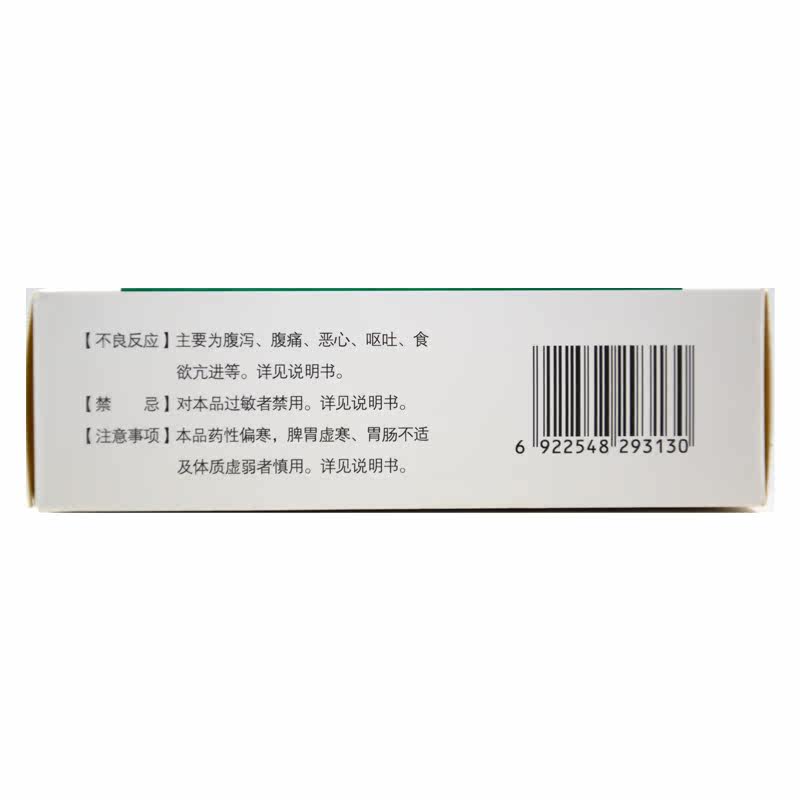 【不良反应】主要为腹泻、腹痛、恶心、呕吐、食
欲亢进等。详见说明书。
【禁 忌】对本品过敏者禁用。详见说明书。
【注意事项】本品药性偏寒，脾胃虚寒、胃肠不适
及体质虚弱者慎用。详见说明书。
6 922548 293130